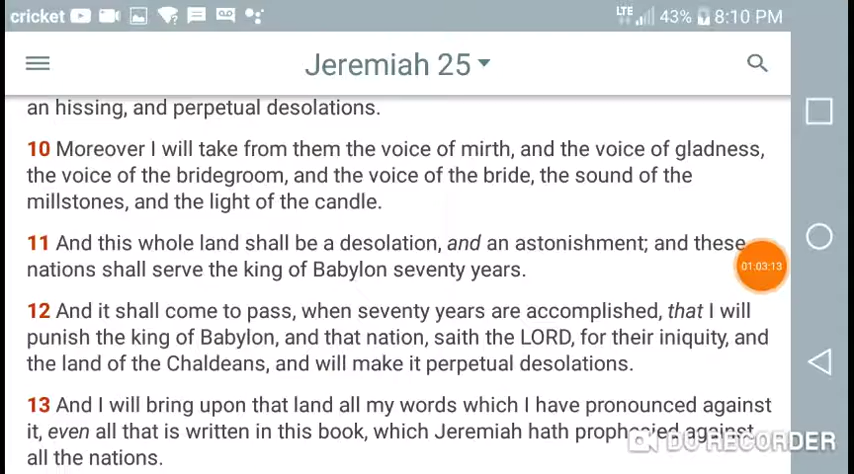 cricket LTE 43% 8:10 PM
Jeremiah 25
an hissing, and perpetual desolations.
10 Moreover I will take from them the voice of mirth, and the voice of gladness,
the voice of the bridegroom, and the voice of the bride, the sound of the
millstones, and the light of the candle.
11 And this whole land shall be a desolation, and an astonishment; and these
nations shall serve the king of Babylon seventy years.
01:03:13
12 And it shall come to pass, when seventy years are accomplished, that I will
punish the king of Babylon, and that nation, saith the LORD, for their iniquity, and
the land of the Chaldeans, and will make it perpetual desolations.
13 And I will bring upon that land all my words which I have pronounced against
it, even all that is written in this book, which Jeremiah hath prophesied against
all the nations.
DU RECORDER